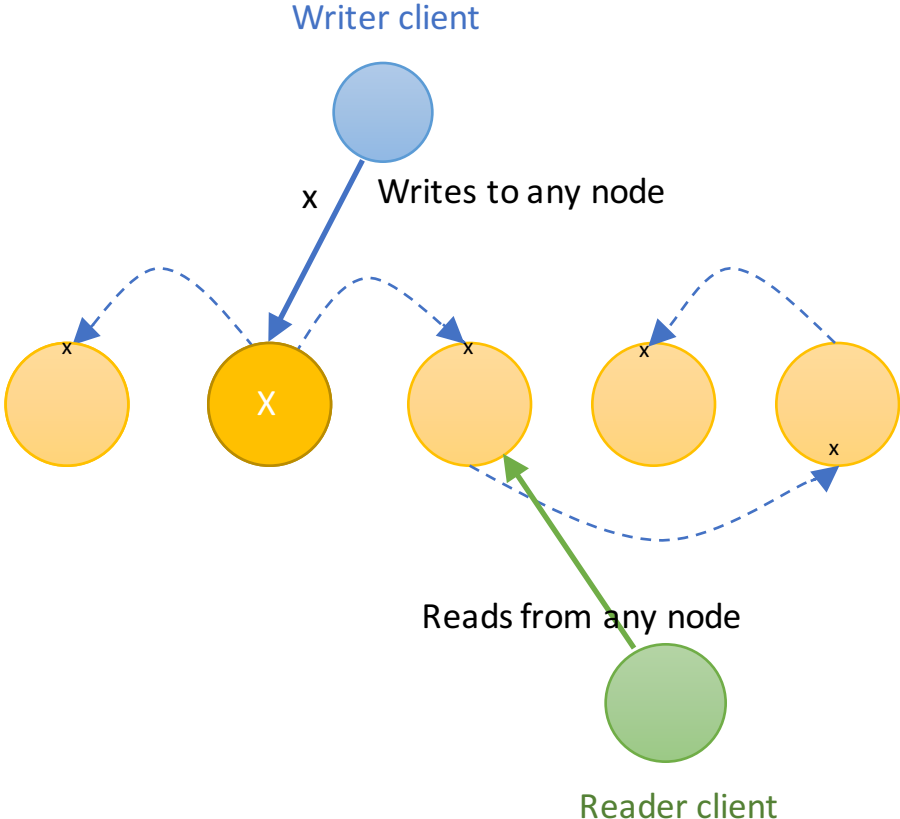 Writer client
x
Writes to any node
x
x
x
X
x
Reads from any node
Reader client